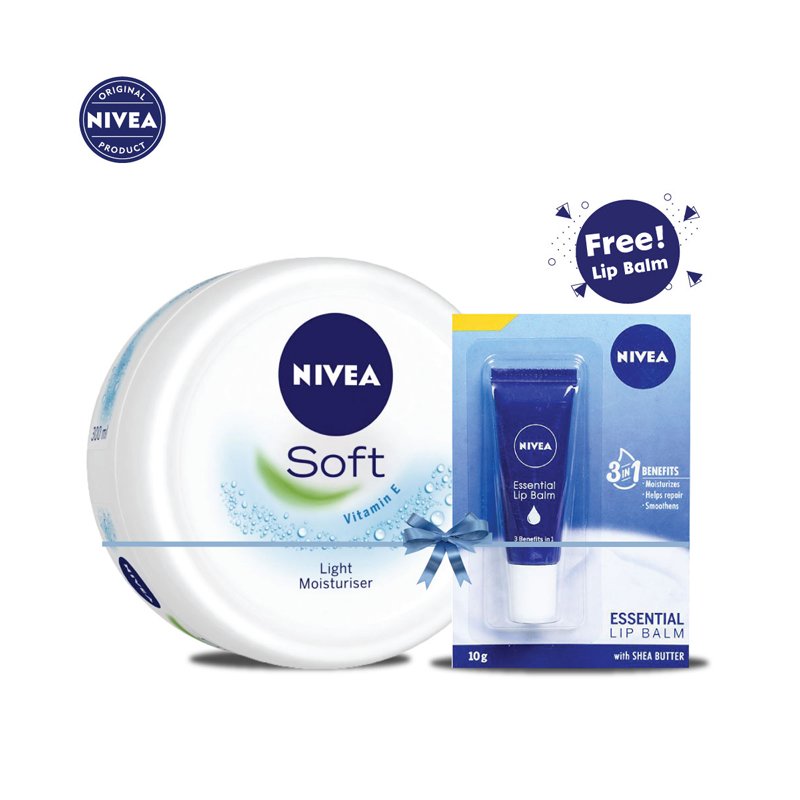 ORIGINAL
NIVEA
PRODUCT
Free!
Lip Balm
NIVEA
Soft
Vitamin E
Light
Moisturiser
300 ml
NIVEA
NIVEA
3 IN 1 BENEFITS
• Moisturizes
• Helps repair
• Smoothens
NIVEA
Essential
Lip Balm
3 Benefits in 1
ESSENTIAL
LIP BALM
10g
with SHEA BUTTER